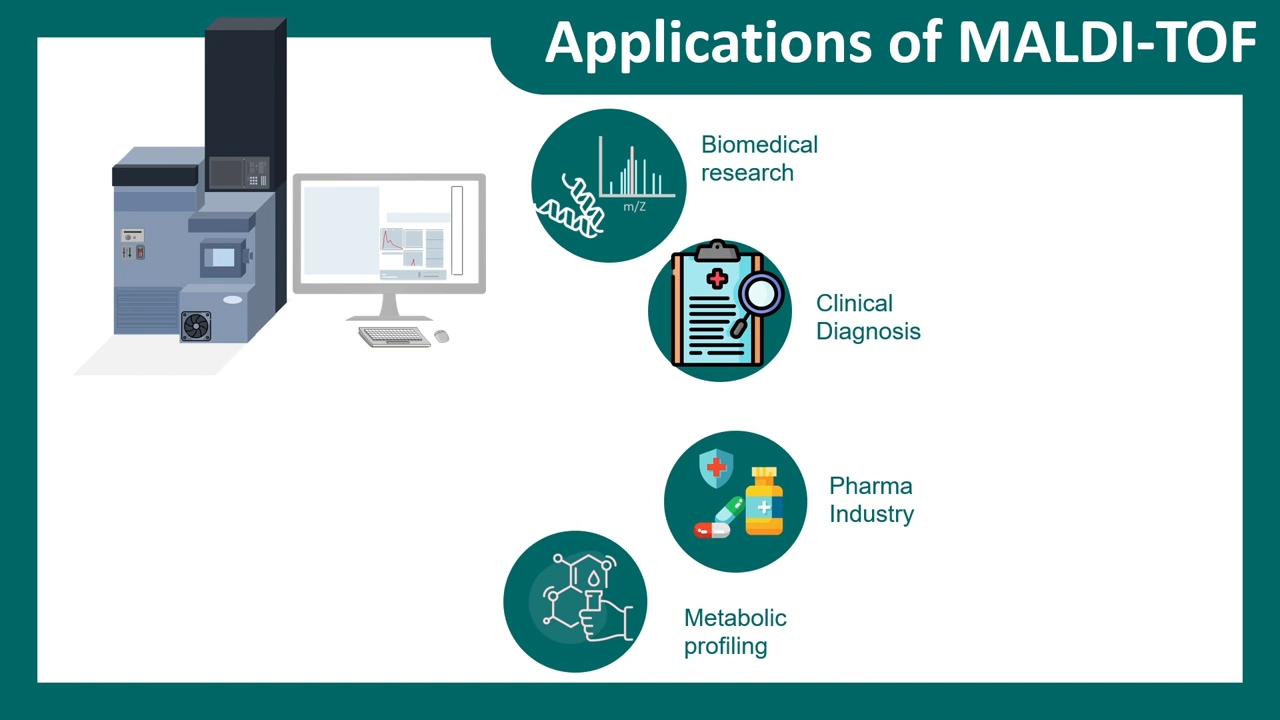 Applications of MALDI-TOF
Biomedical
research
m/Z
Clinical
Diagnosis
Pharma
Industry
Metabolic
profiling